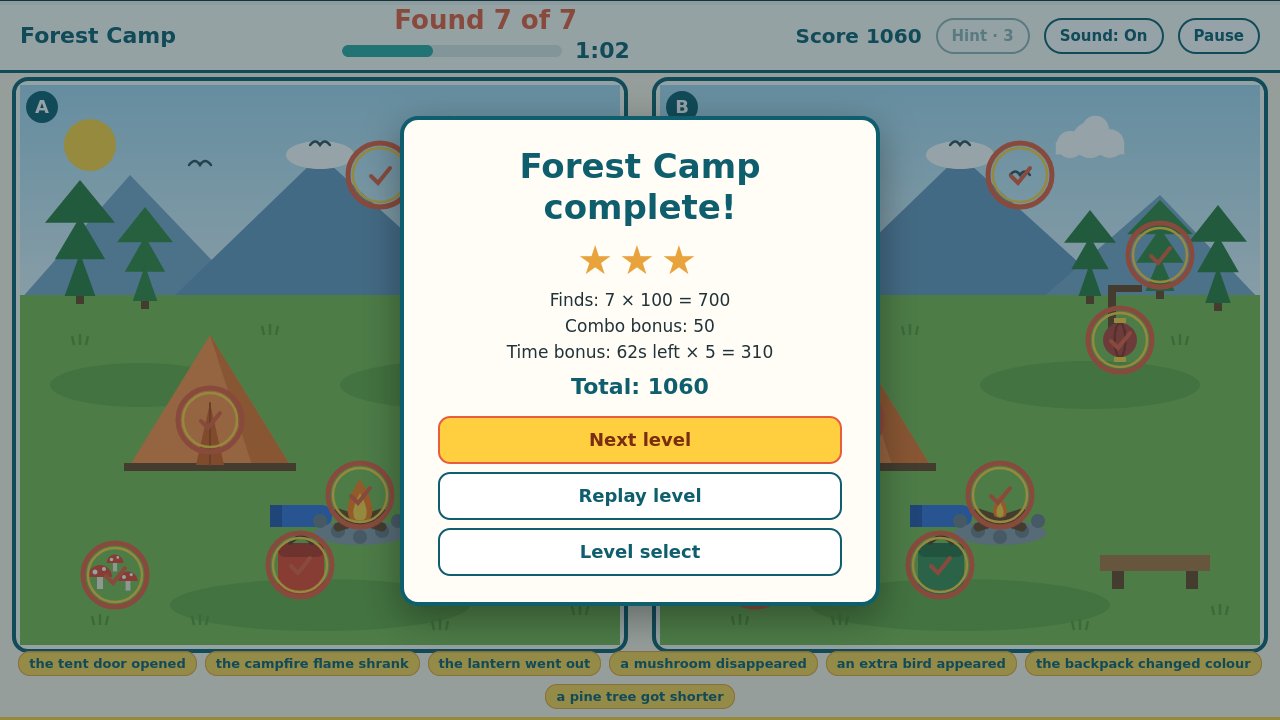 Forest Camp
Found 7 of 7
1:02
Score 1060
Hint · 3
Sound: On
Pause
A
B
Forest Camp
complete!
★ ★ ★
Finds: 7 × 100 = 700
Combo bonus: 50
Time bonus: 62s left × 5 = 310
Total: 1060
Next level
Replay level
Level select
the tent door opened
the campfire flame shrank
the lantern went out
a mushroom disappeared
an extra bird appeared
the backpack changed colour
a pine tree got shorter